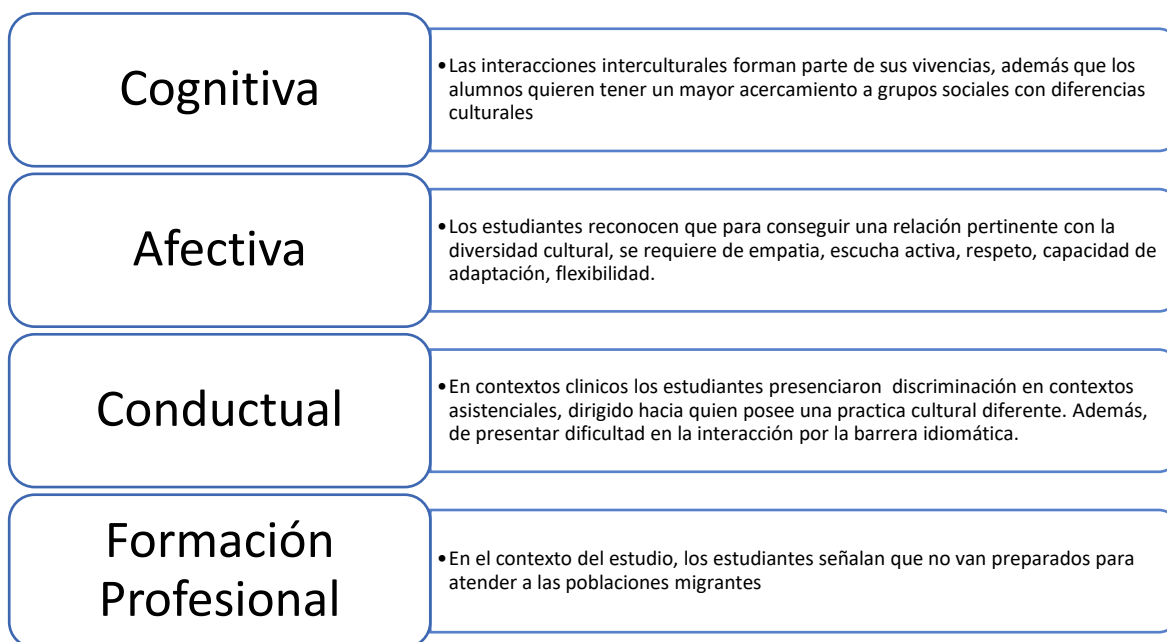 Cognitiva
•Las interacciones interculturales forman parte de sus vivencias, además que los
alumnos quieren tener un mayor acercamiento a grupos sociales con diferencias
culturales
Afectiva
•Los estudiantes reconocen que para conseguir una relación pertinente con la
diversidad cultural, se requiere de empatia, escucha activa, respeto, capacidad de
adaptación, flexibilidad.
Conductual
•En contextos clinicos los estudiantes presenciaron discriminación en contextos
asistenciales, dirigido hacia quien posee una practica cultural diferente. Además,
de presentar dificultad en la interacción por la barrera idiomática.
Formación
Profesional
•En el contexto del estudio, los estudiantes señalan que no van preparados para
atender a las poblaciones migrantes